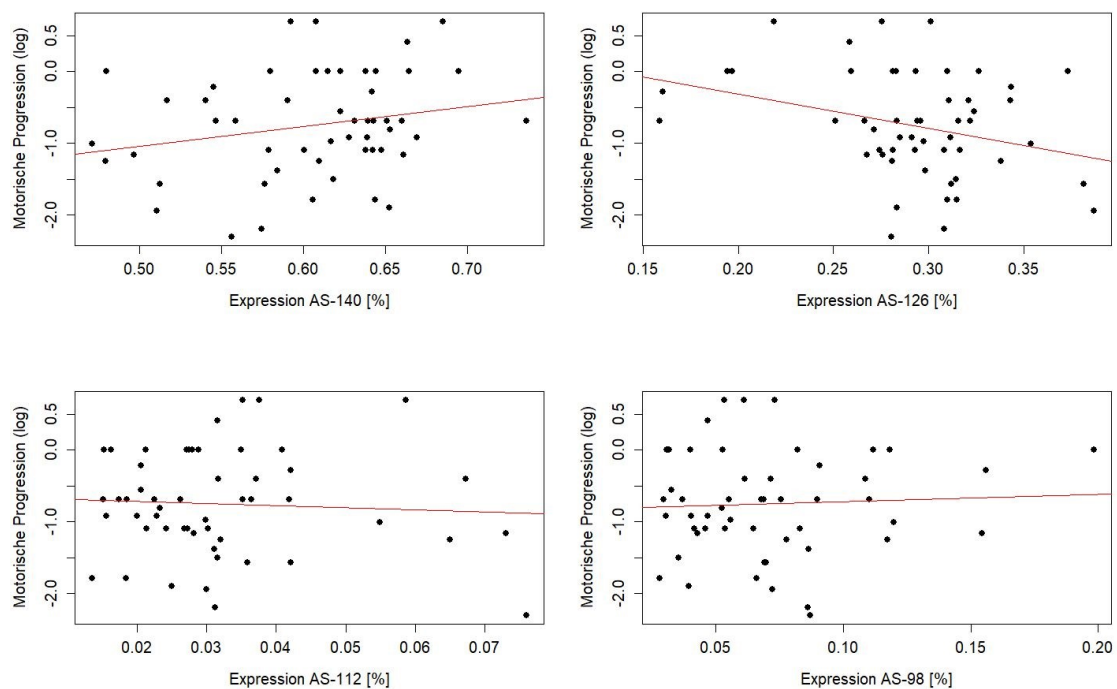 Motorische Progression (log)
0.5
0.0
-1.0
-2.0
0.50 0.55 0.60 0.65 0.70
Expression AS-140 [%]
Motorische Progression (log)
0.5
0.0
-1.0
-2.0
0.15 0.20 0.25 0.30 0.35
Expression AS-126 [%]
Motorische Progression (log)
0.5
0.0
-1.0
-2.0
0.02 0.03 0.04 0.05 0.06 0.07
Expression AS-112 [%]
Motorische Progression (log)
0.5
0.0
-1.0
-2.0
0.05 0.10 0.15 0.20
Expression AS-98 [%]